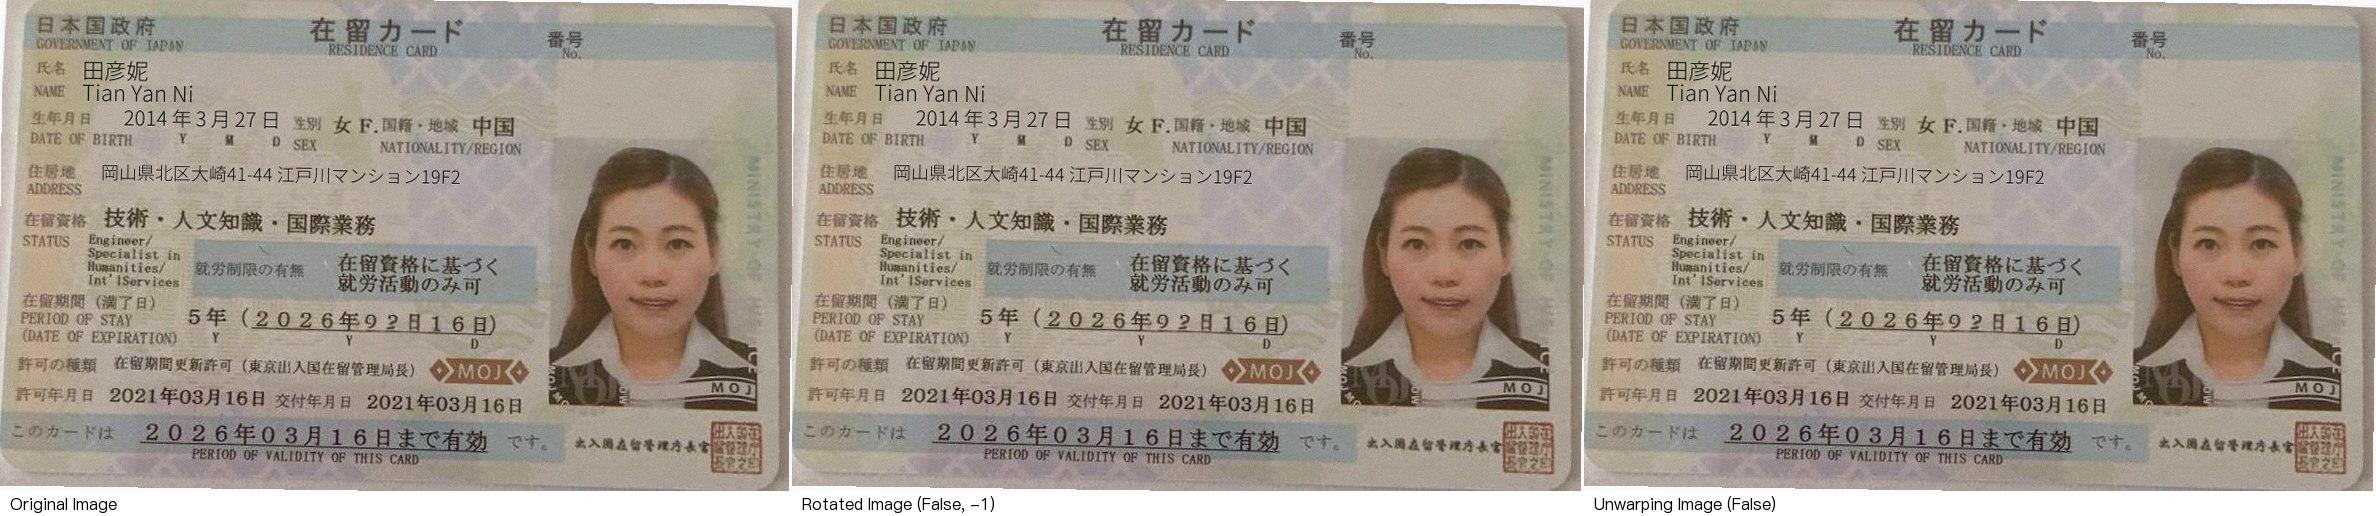 日本国政府
GOVERNMENT OF JAPAN
在留カード
RESIDENCE CARD
番号
No.
氏名 田彦妮
NAME Tian Yan Ni
生年月日 2014年3月27日 性別 女 F. 国籍・地域 中国
DATE OF BIRTH Y M D SEX NATIONALITY/REGION
住居地 岡山県北区大崎41-44 江戸川マンション19F2
ADDRESS
在留資格 技術・人文知識・国際業務
STATUS Engineer/
Specialist in
Humanities/
Int'lServices
就労制限の有無 在留資格に基づく
就労活動のみ可
在留期間（満了日）
PERIOD OF STAY
(DATE OF EXPIRATION)
5年（2026年 16日）
Y Y D
許可の種類 在留期間更新許可（東京出入国在留管理局長）
MOJ
許可年月日 2021年03月16日 交付年月日 2021年03月16日
このカードは 2026年03月16日まで有効 です。
PERIOD OF VALIDITY OF THIS CARD
出入国在留管理庁長官
MINISTRY OF
MOJ
Original Image
日本国政府
GOVERNMENT OF JAPAN
在留カード
RESIDENCE CARD
番号
No.
氏名 田彦妮
NAME Tian Yan Ni
生年月日 2014年3月27日 性別 女 F. 国籍・地域 中国
DATE OF BIRTH Y M D SEX NATIONALITY/REGION
住居地 岡山県北区大崎41-44 江戸川マンション19F2
ADDRESS
在留資格 技術・人文知識・国際業務
STATUS Engineer/
Specialist in
Humanities/
Int'lServices
就労制限の有無 在留資格に基づく
就労活動のみ可
在留期間（満了日）
PERIOD OF STAY
(DATE OF EXPIRATION)
5年（2026年 16日）
Y Y D
許可の種類 在留期間更新許可（東京出入国在留管理局長）
MOJ
許可年月日 2021年03月16日 交付年月日 2021年03月16日
このカードは 2026年03月16日まで有効 です。
PERIOD OF VALIDITY OF THIS CARD
出入国在留管理庁長官
MINISTRY OF
MOJ
Rotated Image (False, -1)
日本国政府
GOVERNMENT OF JAPAN
在留カード
RESIDENCE CARD
番号
No.
氏名 田彦妮
NAME Tian Yan Ni
生年月日 2014年3月27日 性別 女 F. 国籍・地域 中国
DATE OF BIRTH Y M D SEX NATIONALITY/REGION
住居地 岡山県北区大崎41-44 江戸川マンション19F2
ADDRESS
在留資格 技術・人文知識・国際業務
STATUS Engineer/
Specialist in
Humanities/
Int'lServices
就労制限の有無 在留資格に基づく
就労活動のみ可
在留期間（満了日）
PERIOD OF STAY
(DATE OF EXPIRATION)
5年（2026年 16日）
Y Y D
許可の種類 在留期間更新許可（東京出入国在留管理局長）
MOJ
許可年月日 2021年03月16日 交付年月日 2021年03月16日
このカードは 2026年03月16日まで有効 です。
PERIOD OF VALIDITY OF THIS CARD
出入国在留管理庁長官
MINISTRY OF
MOJ
Unwarping Image (False)